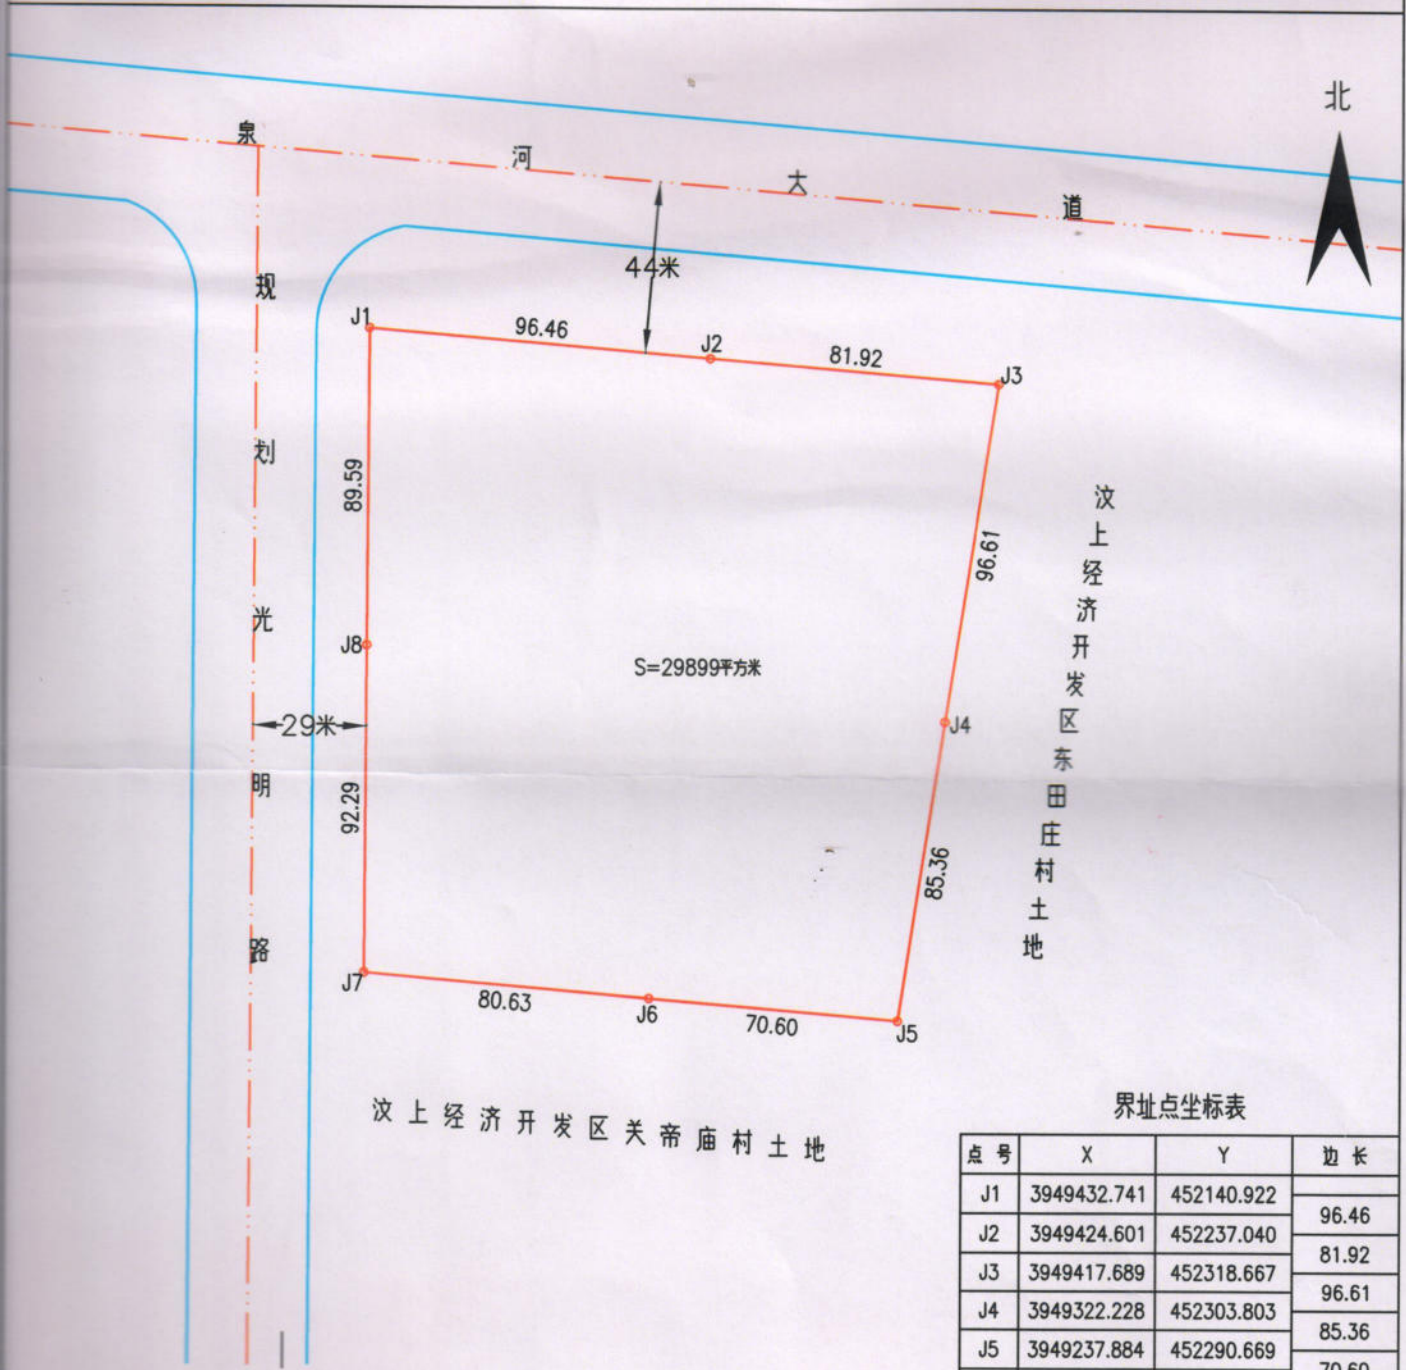 北
泉河大道
44米
规划光明路
J1
96.46
J2
81.92
J3
89.59
96.61
汶上经济开发区东田庄村土地
J8
S=29899平方米
J4
29米
92.29
85.36
J7
80.63
J6
70.60
J5
汶上经济开发区关帝庙村土地
界址点坐标表
点号 X Y 边长
J1 3949432.741 452140.922
96.46
J2 3949424.601 452237.040
81.92
J3 3949417.689 452318.667
96.61
J4 3949322.228 452303.803
85.36
J5 3949237.884 452290.669
70.60